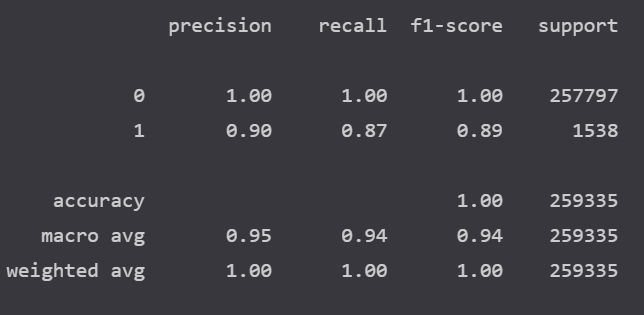 precision recall f1-score support
0 1.00 1.00 1.00 257797
1 0.90 0.87 0.89 1538
accuracy 1.00 259335
macro avg 0.95 0.94 0.94 259335
weighted avg 1.00 1.00 1.00 259335